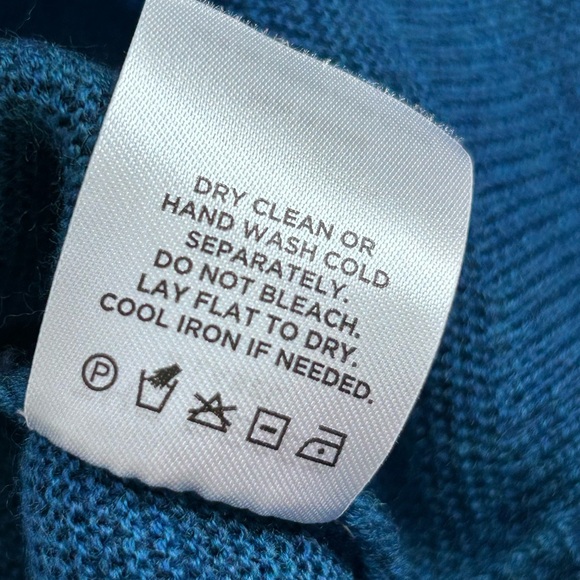 DRY CLEAN OR
HAND WASH COLD
SEPARATELY.
DO NOT BLEACH.
LAY FLAT TO DRY.
COOL IRON IF NEEDED.
P